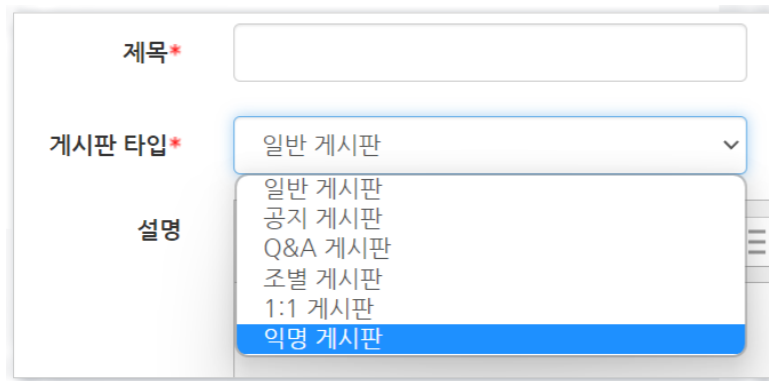 제목*
게시판 타입*
일반 게시판
일반 게시판
공지 게시판
Q&A 게시판
조별 게시판
1:1 게시판
익명 게시판
설명